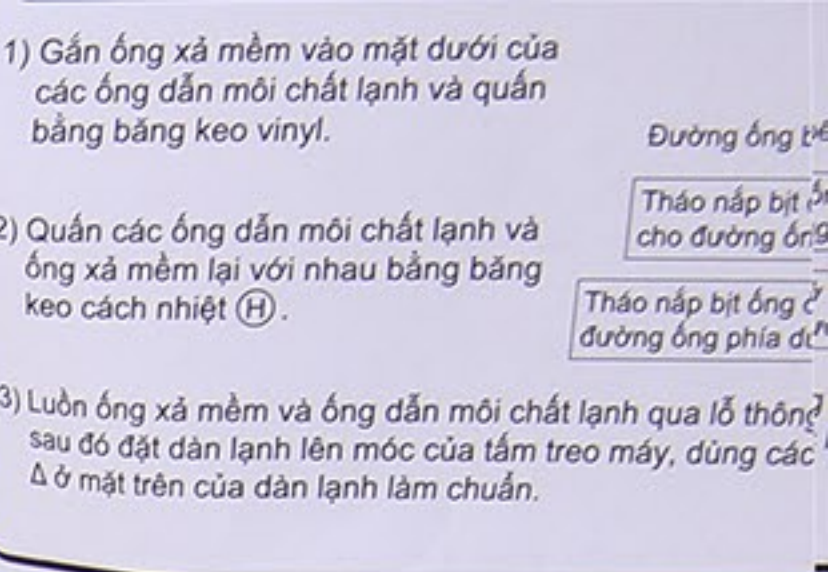 1) Gắn ống xả mềm vào mặt dưới của
các ống dẫn môi chất lạnh và quấn
bằng băng keo vinyl.
Đường ống
2) Quấn các ống dẫn môi chất lạnh và
ống xả mềm lại với nhau bằng băng
keo cách nhiệt Ⓗ.
Tháo nắp bịt
cho đường ống
Tháo nắp bịt ống ở
đường ống phía
3) Luồn ống xả mềm và ống dẫn môi chất lạnh qua lỗ thông
sau đó đặt dàn lạnh lên móc của tấm treo máy, dùng các
Δ ở mặt trên của dàn lạnh làm chuẩn.